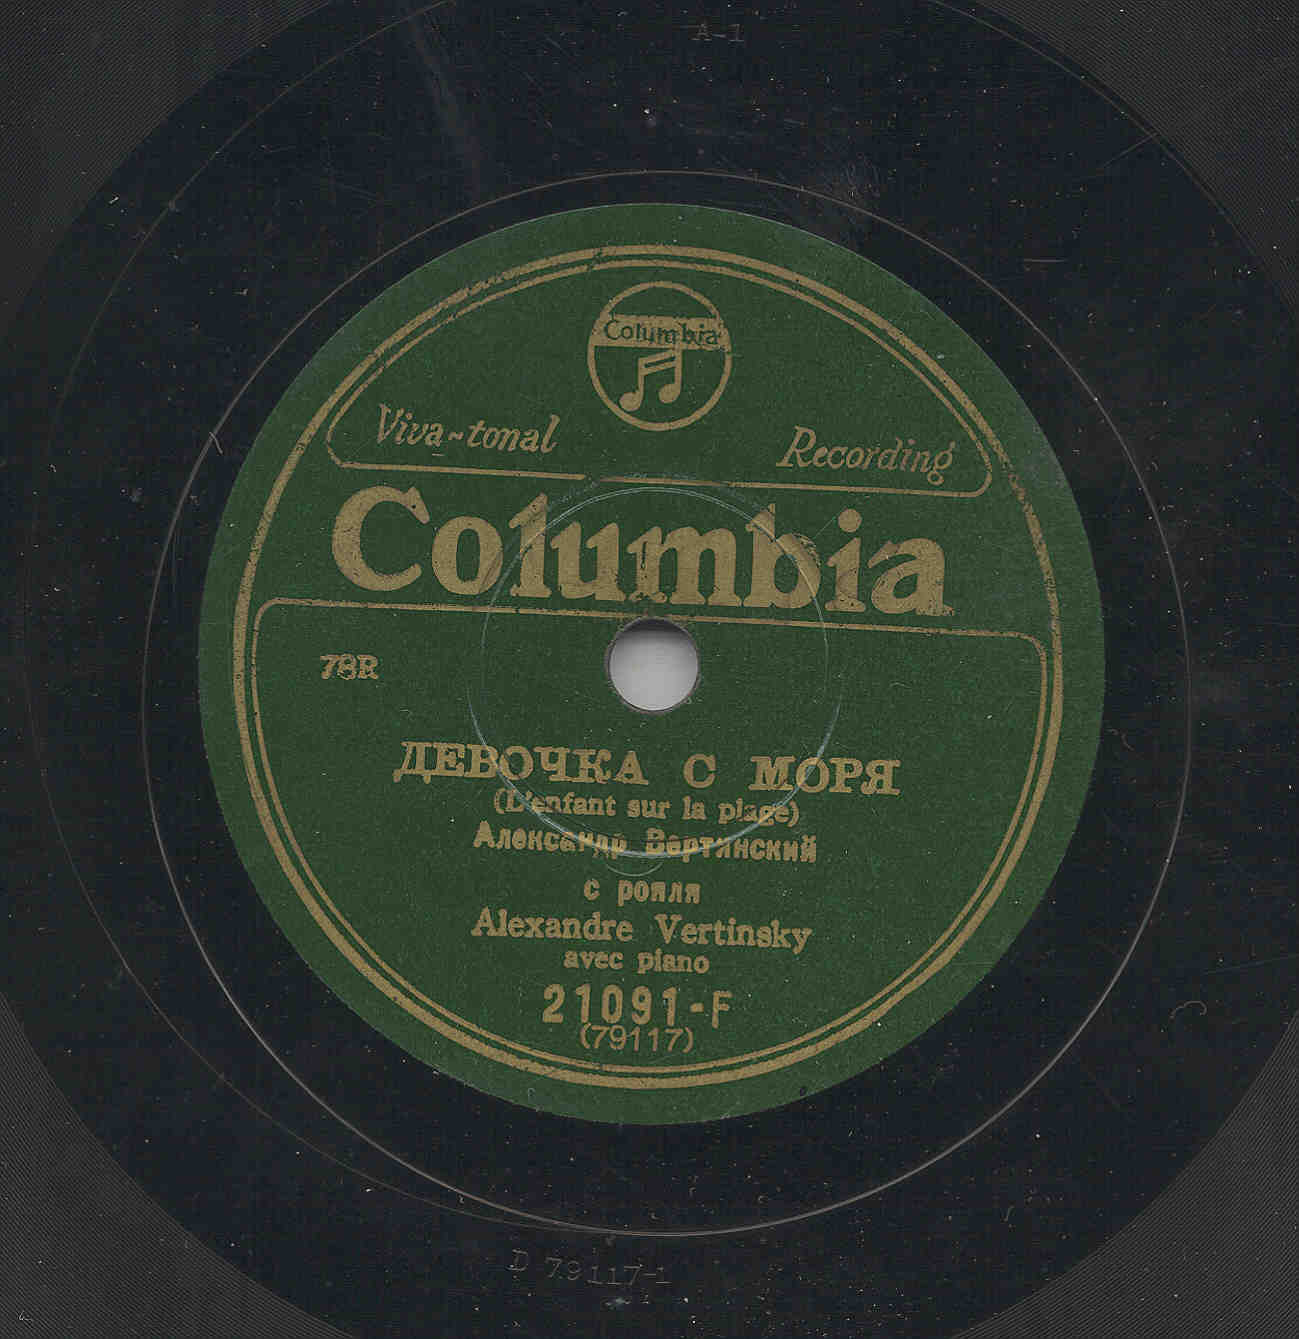 A-1
Columbia
Viva-tonal Recording
Columbia
78R
ДЕВОЧКА С МОРЯ
(L'enfant sur la plage)
Александр Вертинский
с рояля
Alexandre Vertinsky
avec piano
21091-F
(79117)
D 79117-1